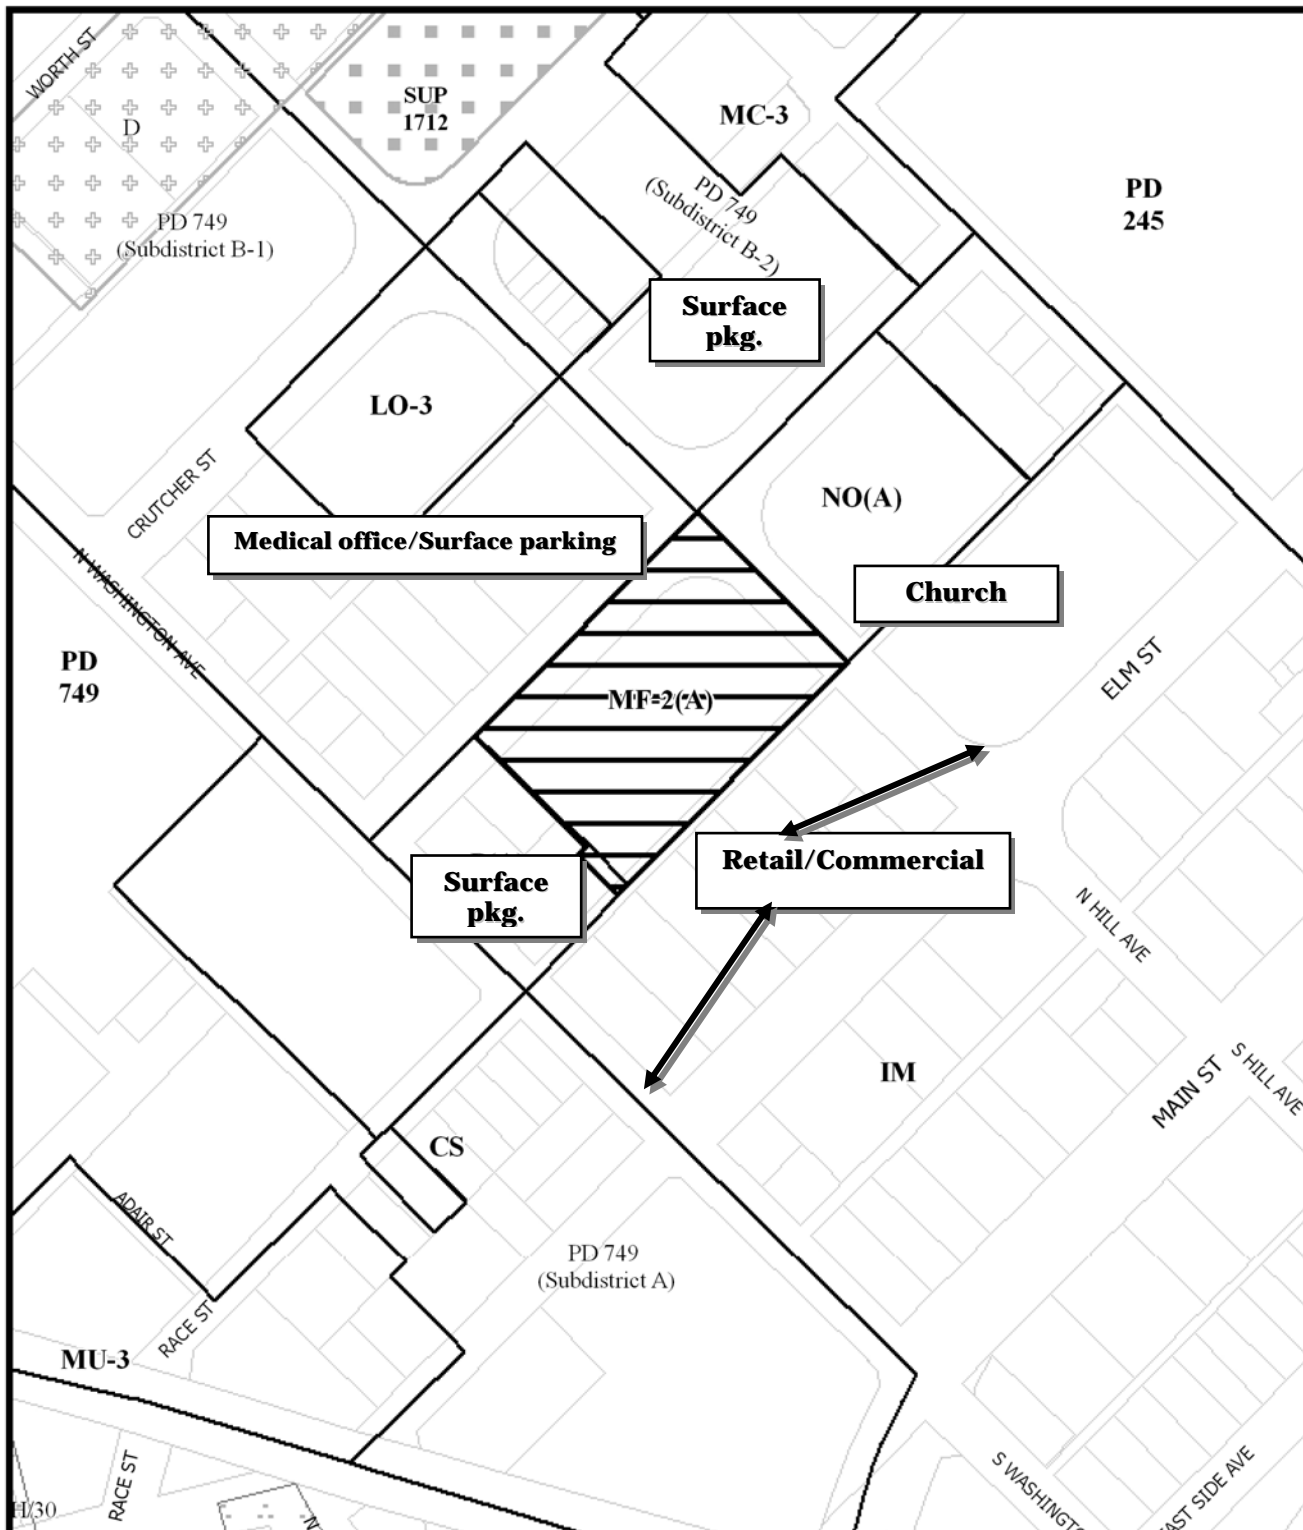 WORTH ST
SUP
1712
MC-3
D
PD
245
PD 749
(Subdistrict B-2)
PD 749
(Subdistrict B-1)
Surface
pkg.
LO-3
CRUTCHER ST
NO(A)
Medical office/Surface parking
N WASHINGTON AVE
Church
PD
749
ELM ST
MF-2(A)
Retail/Commercial
Surface
pkg.
N HILL AVE
IM
MAIN ST
S HILL AVE
CS
ADAIR ST
PD 749
(Subdistrict A)
RACE ST
MU-3
RACE ST
S WASHINGTO
AST SIDE AVE
H/30